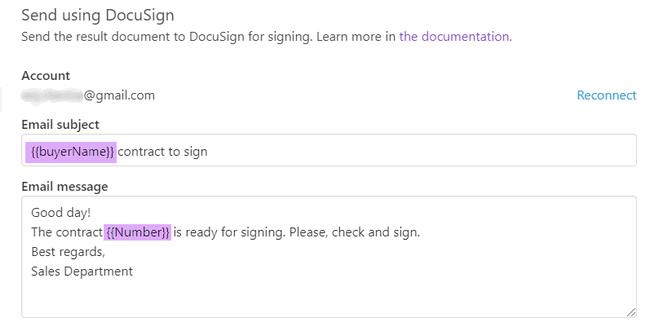 Send using DocuSign
Send the result document to DocuSign for signing. Learn more in the documentation.
Account
@gmail.com
Reconnect
Email subject
{{buyerName}} contract to sign
Email message
Good day!
The contract {{Number}} is ready for signing. Please, check and sign.
Best regards,
Sales Department